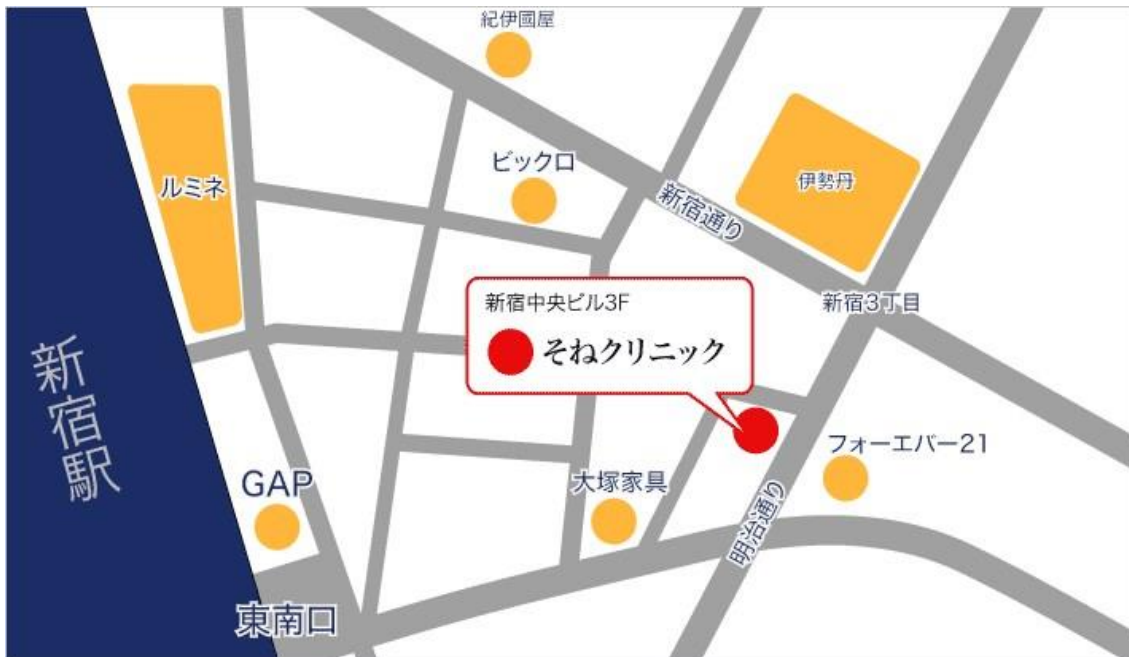 紀伊國屋
ビックロ
ルミネ
伊勢丹
新宿通り
新宿3丁目
新宿中央ビル3F
そねクリニック
新宿駅
フォーエバー21
GAP
大塚家具
明治通り
東南口